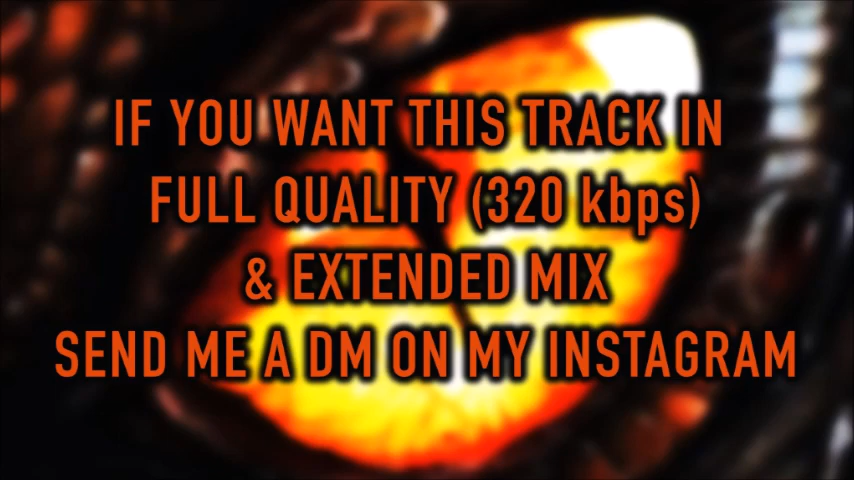 IF YOU WANT THIS TRACK IN
FULL QUALITY (320 kbps)
& EXTENDED MIX
SEND ME A DM ON MY INSTAGRAM